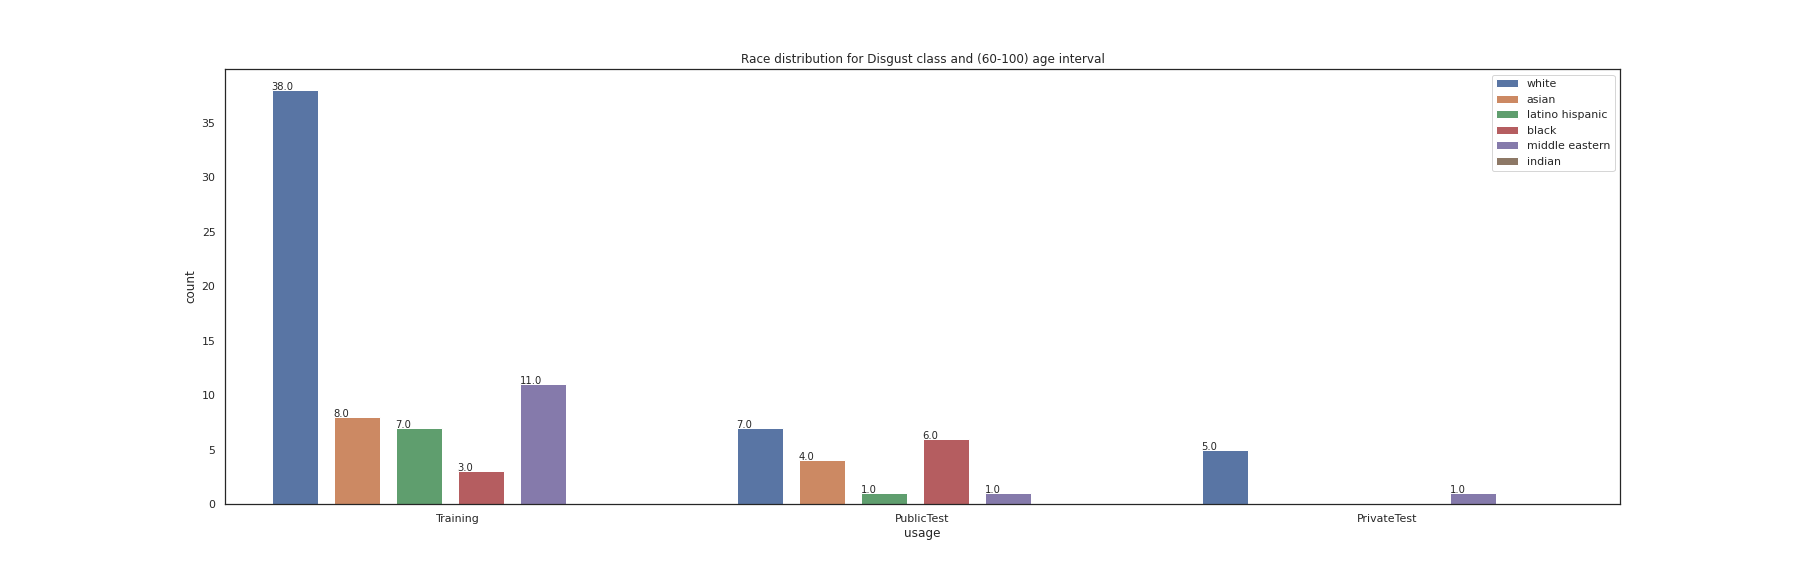 Race distribution for Disgust class and (60-100) age interval
white
asian
latino hispanic
black
middle eastern
indian
count
35
30
25
20
15
10
5
0
38.0
8.0
7.0
3.0
11.0
7.0
4.0
1.0
6.0
1.0
5.0
1.0
Training
PublicTest
PrivateTest
usage